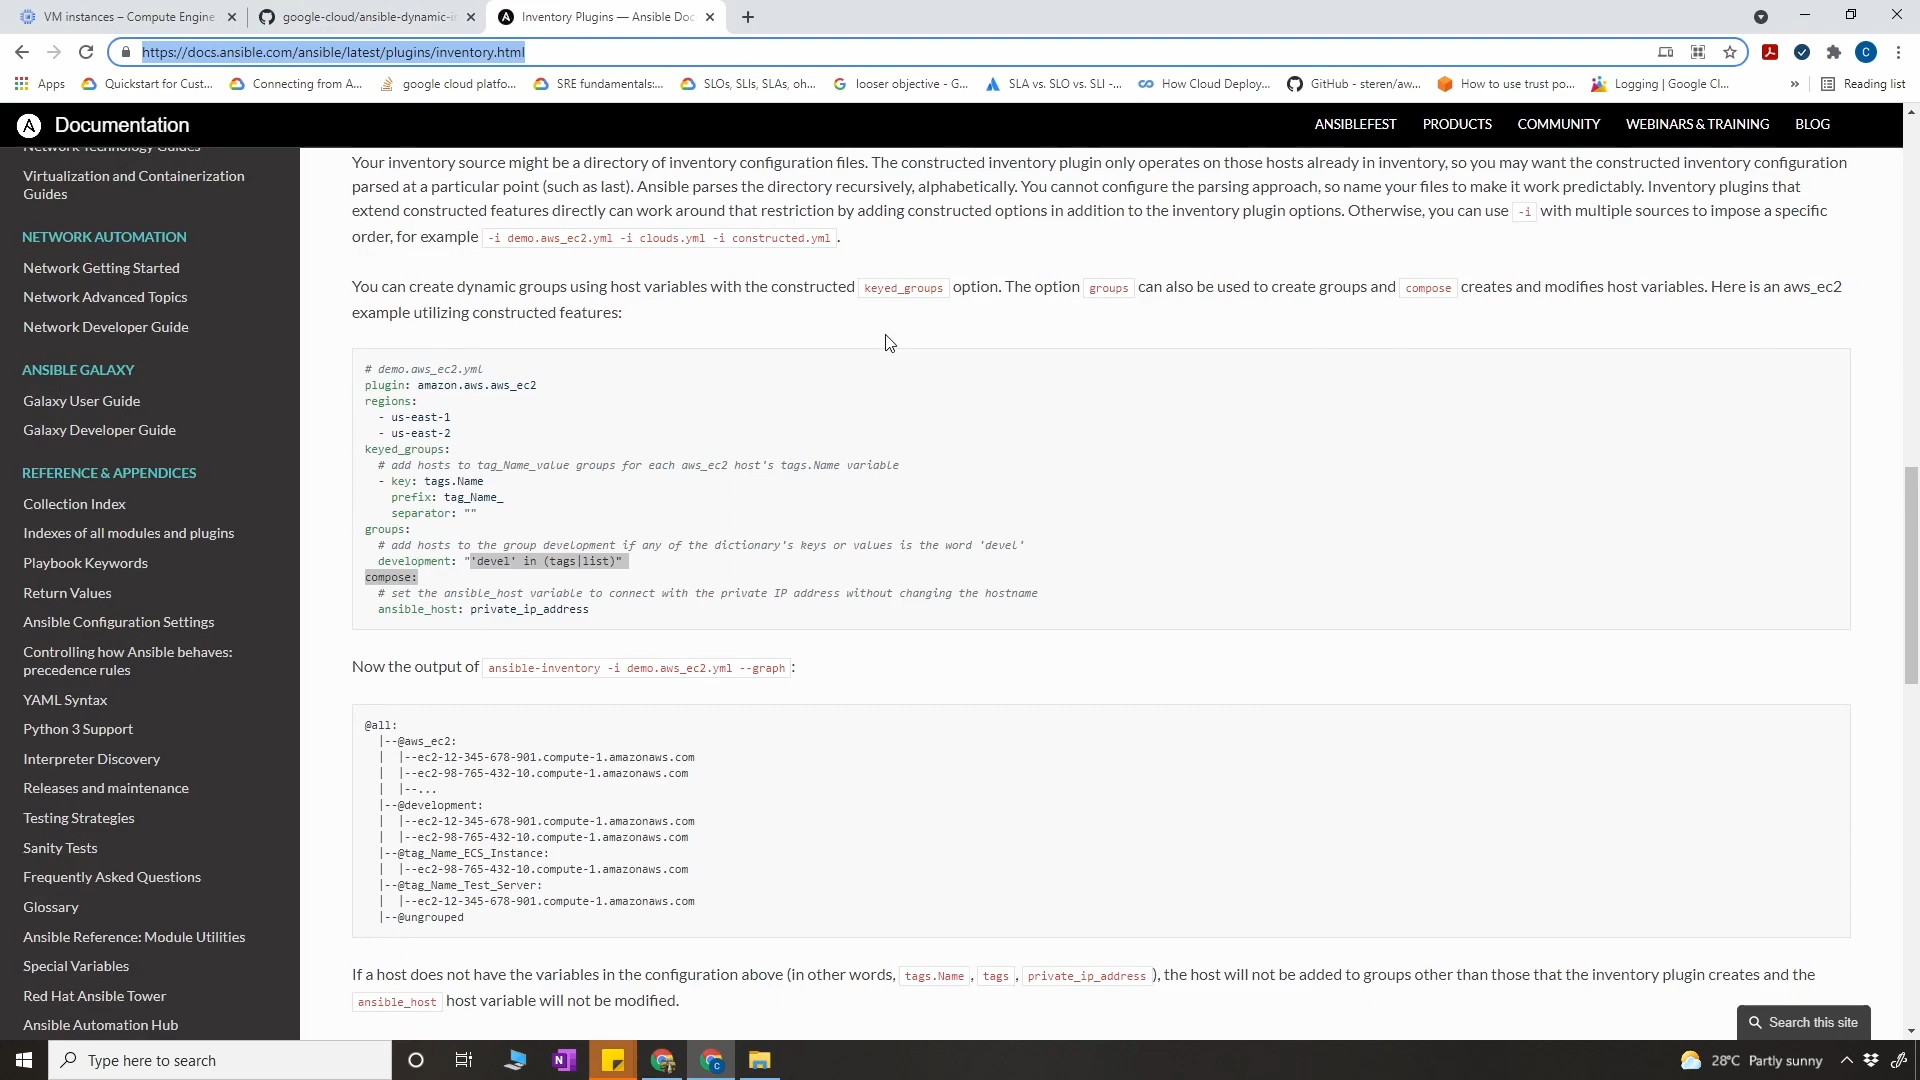 VM instances – Compute Engine
google-cloud/ansible-dynamic-in
Inventory Plugins — Ansible Doc
https://docs.ansible.com/ansible/latest/plugins/inventory.html
Apps
Quickstart for Cust...
Connecting from A...
google cloud platfo...
SRE fundamentals:...
SLOs, SLIs, SLAs, oh...
looser objective - G...
SLA vs. SLO vs. SLI -...
How Cloud Deploy...
GitHub - steren/aw...
How to use trust po...
Logging | Google Cl...
»
Reading list
Documentation
ANSIBLEFEST
PRODUCTS
COMMUNITY
WEBINARS & TRAINING
BLOG
Network Technology Guides
Virtualization and Containerization
Guides
NETWORK AUTOMATION
Network Getting Started
Network Advanced Topics
Network Developer Guide
ANSIBLE GALAXY
Galaxy User Guide
Galaxy Developer Guide
REFERENCE & APPENDICES
Collection Index
Indexes of all modules and plugins
Playbook Keywords
Return Values
Ansible Configuration Settings
Controlling how Ansible behaves:
precedence rules
YAML Syntax
Python 3 Support
Interpreter Discovery
Releases and maintenance
Testing Strategies
Sanity Tests
Frequently Asked Questions
Glossary
Ansible Reference: Module Utilities
Special Variables
Red Hat Ansible Tower
Ansible Automation Hub
Your inventory source might be a directory of inventory configuration files. The constructed inventory plugin only operates on those hosts already in inventory, so you may want the constructed inventory configuration
parsed at a particular point (such as last). Ansible parses the directory recursively, alphabetically. You cannot configure the parsing approach, so name your files to make it work predictably. Inventory plugins that
extend constructed features directly can work around that restriction by adding constructed options in addition to the inventory plugin options. Otherwise, you can use -i with multiple sources to impose a specific
order, for example -i demo.aws_ec2.yml -i clouds.yml -i constructed.yml.
You can create dynamic groups using host variables with the constructed keyed_groups option. The option groups can also be used to create groups and compose creates and modifies host variables. Here is an aws_ec2
example utilizing constructed features:
# demo.aws_ec2.yml
plugin: amazon.aws.aws_ec2
regions:
  - us-east-1
  - us-east-2
keyed_groups:
  # add hosts to tag_Name_value groups for each aws_ec2 host's tags.Name variable
  - key: tags.Name
    prefix: tag_Name_
    separator: ""
groups:
  # add hosts to the group development if any of the dictionary's keys or values is the word 'devel'
  development: "'devel' in (tags|list)"
compose:
  # set the ansible_host variable to connect with the private IP address without changing the hostname
  ansible_host: private_ip_address
Now the output of ansible-inventory -i demo.aws_ec2.yml --graph:
@all:
  |--@aws_ec2:
  |  |--ec2-12-345-678-901.compute-1.amazonaws.com
  |  |--ec2-98-765-432-10.compute-1.amazonaws.com
  |  |--...
  |--@development:
  |  |--ec2-12-345-678-901.compute-1.amazonaws.com
  |  |--ec2-98-765-432-10.compute-1.amazonaws.com
  |--@tag_Name_ECS_Instance:
  |  |--ec2-98-765-432-10.compute-1.amazonaws.com
  |--@tag_Name_Test_Server:
  |  |--ec2-12-345-678-901.compute-1.amazonaws.com
  |--@ungrouped
If a host does not have the variables in the configuration above (in other words, tags.Name, tags, private_ip_address), the host will not be added to groups other than those that the inventory plugin creates and the
ansible_host host variable will not be modified.
Search this site
Type here to search
28°C Partly sunny